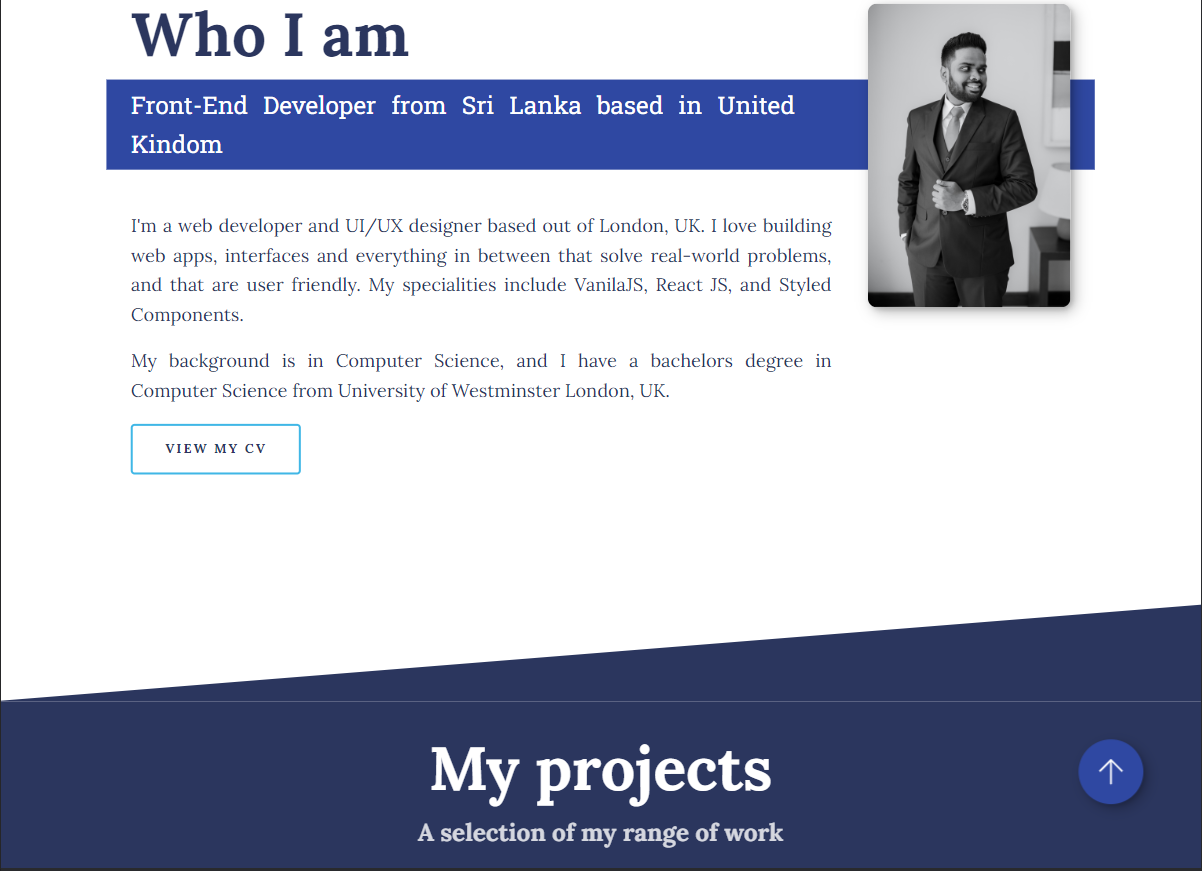 Who I am
Front-End Developer from Sri Lanka based in United
Kindom
I'm a web developer and UI/UX designer based out of London, UK. I love building
web apps, interfaces and everything in between that solve real-world problems,
and that are user friendly. My specialities include VanilaJS, React JS, and Styled
Components.
My background is in Computer Science, and I have a bachelors degree in
Computer Science from University of Westminster London, UK.
VIEW MY CV
My projects
A selection of my range of work